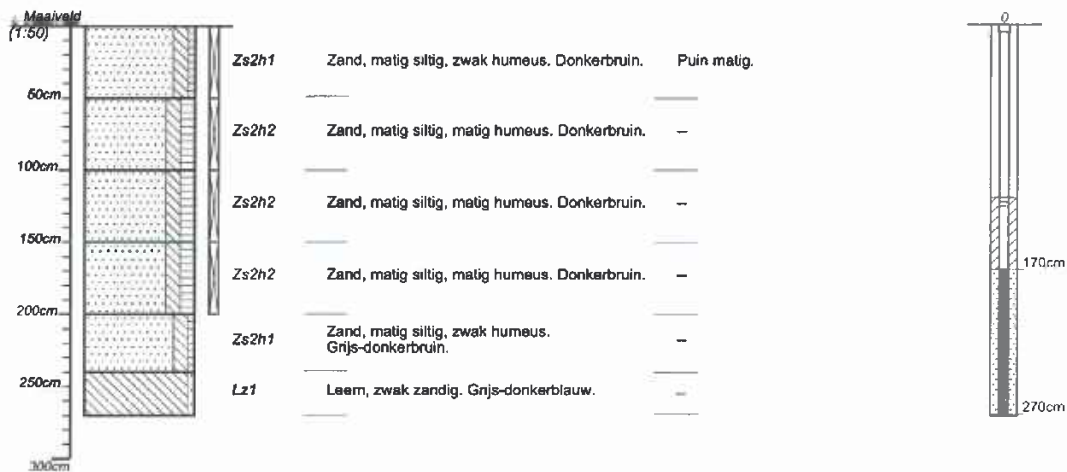 Maaiveld
(1:50)
0
Zs2h1 Zand, matig siltig, zwak humeus. Donkerbruin. Puin matig.
50cm
Zs2h2 Zand, matig siltig, matig humeus. Donkerbruin. –
100cm
Zs2h2 Zand, matig siltig, matig humeus. Donkerbruin. –
150cm
170cm
Zs2h2 Zand, matig siltig, matig humeus. Donkerbruin. –
200cm
Zs2h1 Zand, matig siltig, zwak humeus. –
Grijs-donkerbruin.
250cm
Lz1 Leem, zwak zandig. Grijs-donkerblauw. –
270cm
300cm